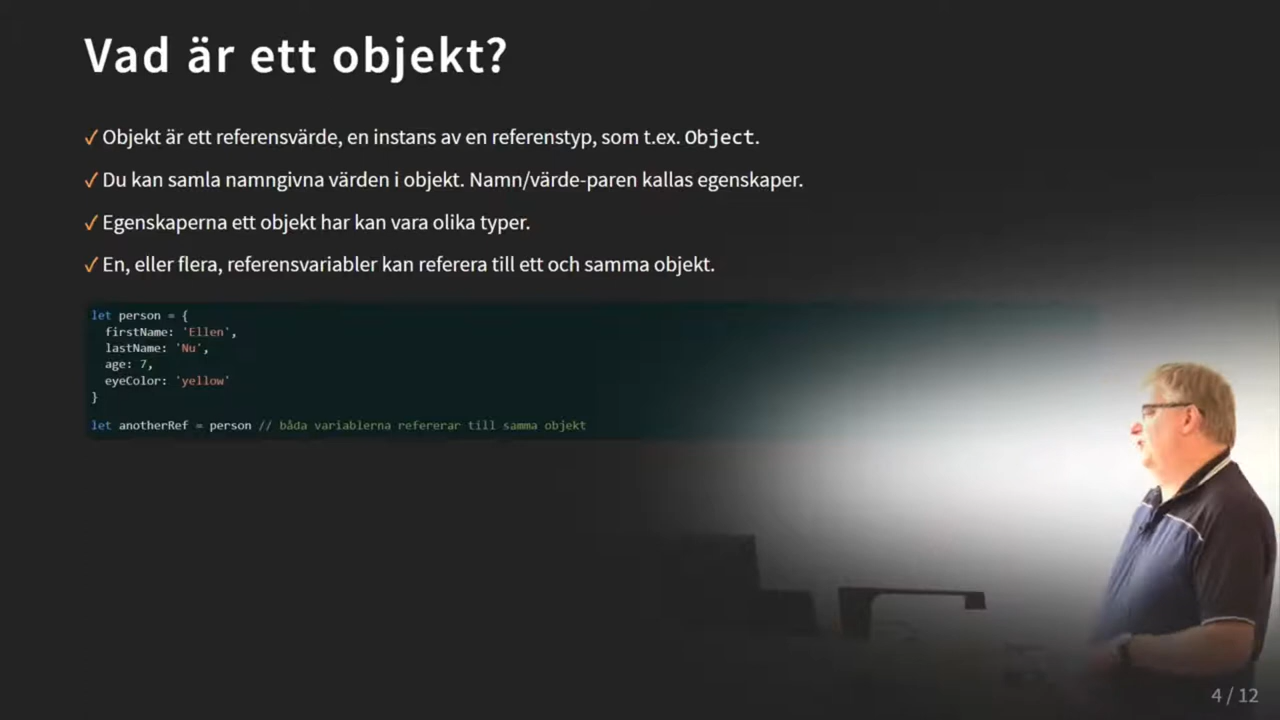 Vad är ett objekt?
✓ Objekt är ett referensvärde, en instans av en referenstyp, som t.ex. Object.
✓ Du kan samla namngivna värden i objekt. Namn/värde-paren kallas egenskaper.
✓ Egenskaperna ett objekt har kan vara olika typer.
✓ En, eller flera, referensvariabler kan referera till ett och samma objekt.
let person = {
  firstName: 'Ellen',
  lastName: 'Nu',
  age: 7,
  eyeColor: 'yellow'
}
let anotherRef = person // båda variablerna refererar till samma objekt
4 / 12